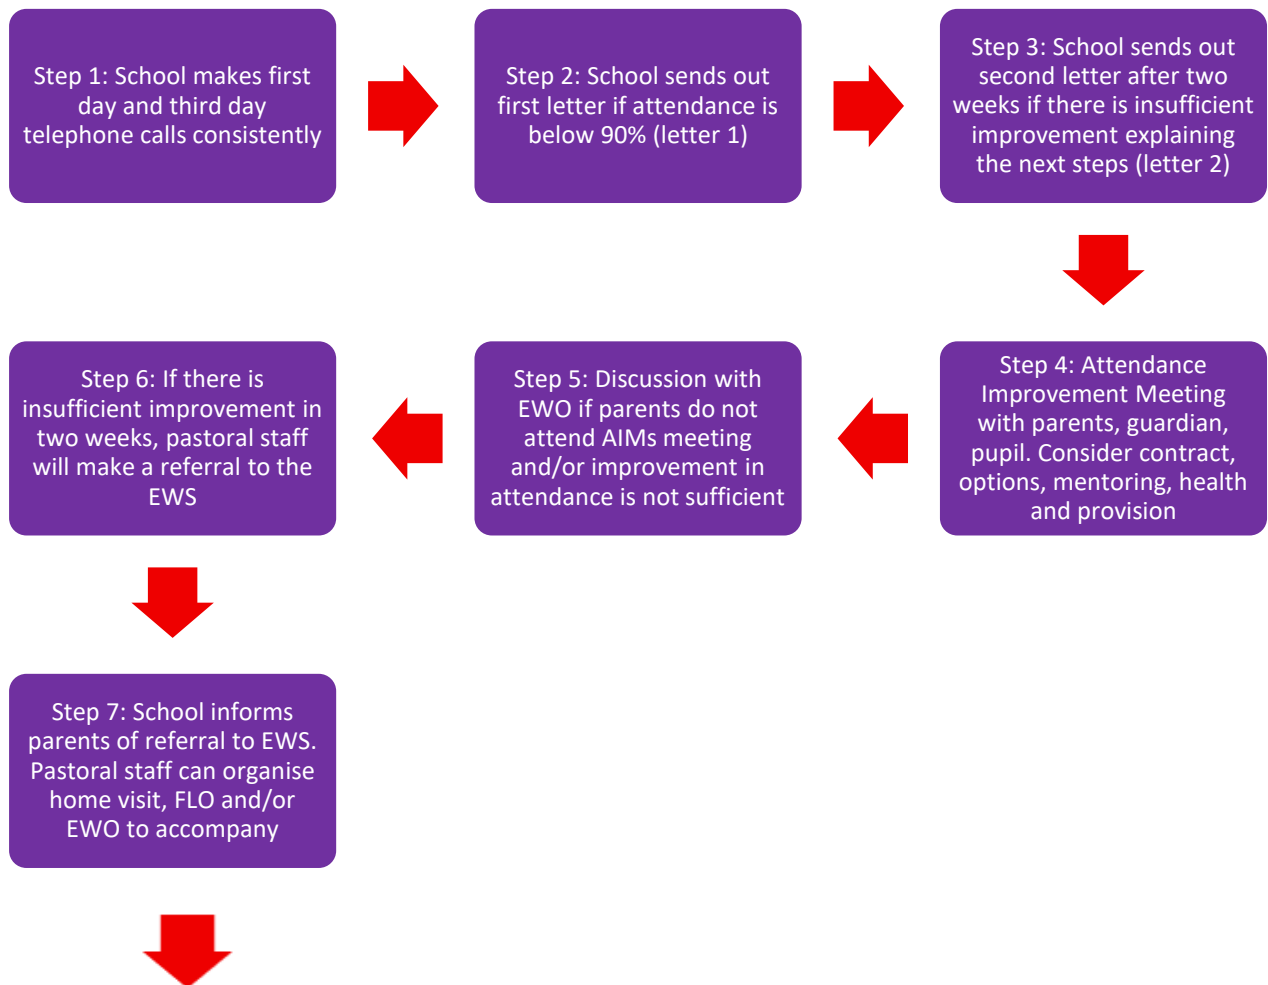 Step 1: School makes first
day and third day
telephone calls consistently
Step 2: School sends out
first letter if attendance is
below 90% (letter 1)
Step 3: School sends out
second letter after two
weeks if there is insufficient
improvement explaining
the next steps (letter 2)
Step 4: Attendance
Improvement Meeting
with parents, guardian,
pupil. Consider contract,
options, mentoring, health
and provision
Step 5: Discussion with
EWO if parents do not
attend AIMs meeting
and/or improvement in
attendance is not sufficient
Step 6: If there is
insufficient improvement in
two weeks, pastoral staff
will make a referral to the
EWS
Step 7: School informs
parents of referral to EWS.
Pastoral staff can organise
home visit, FLO and/or
EWO to accompany